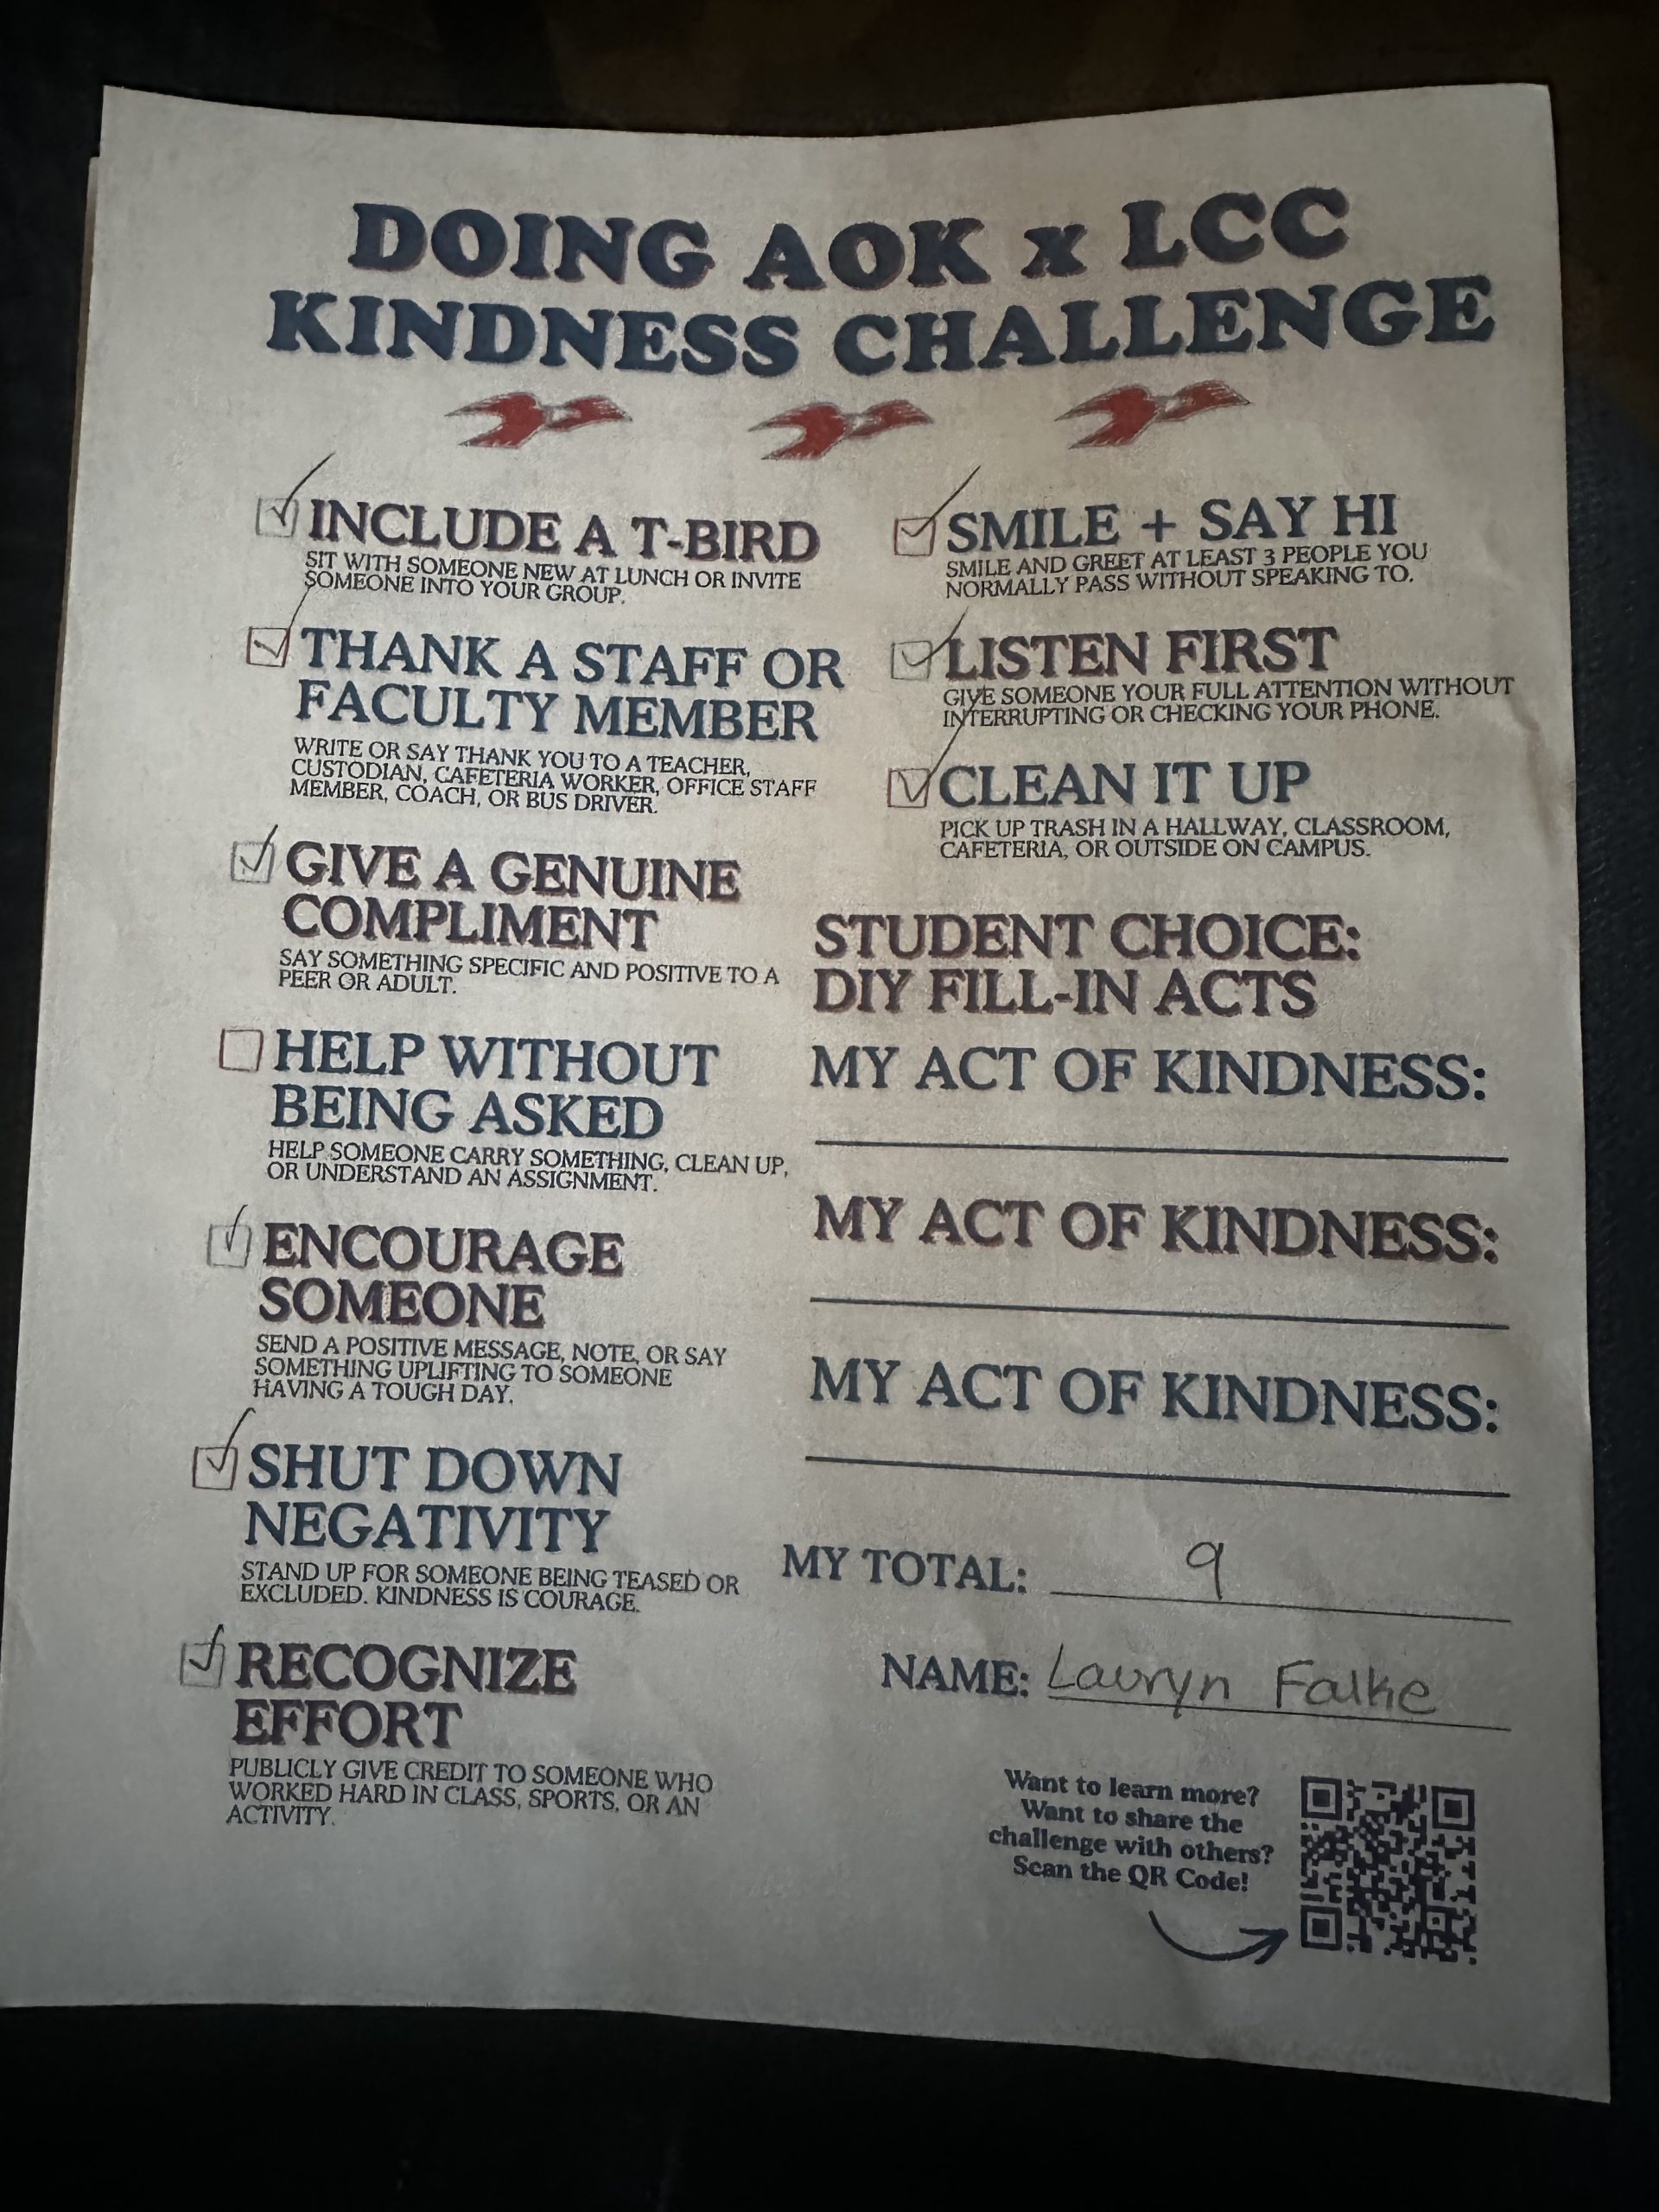 DOING AOK x LCC
KINDNESS CHALLENGE
INCLUDE A T-BIRD
SIT WITH SOMEONE NEW AT LUNCH OR INVITE
SOMEONE INTO YOUR GROUP.
THANK A STAFF OR
FACULTY MEMBER
WRITE OR SAY THANK YOU TO A TEACHER,
CUSTODIAN, CAFETERIA WORKER, OFFICE STAFF
MEMBER, COACH, OR BUS DRIVER.
GIVE A GENUINE
COMPLIMENT
SAY SOMETHING SPECIFIC AND POSITIVE TO A
PEER OR ADULT.
HELP WITHOUT
BEING ASKED
HELP SOMEONE CARRY SOMETHING, CLEAN UP,
OR UNDERSTAND AN ASSIGNMENT.
ENCOURAGE
SOMEONE
SEND A POSITIVE MESSAGE, NOTE, OR SAY
SOMETHING UPLIFTING TO SOMEONE
HAVING A TOUGH DAY.
SHUT DOWN
NEGATIVITY
STAND UP FOR SOMEONE BEING TEASED OR
EXCLUDED. KINDNESS IS COURAGE.
RECOGNIZE
EFFORT
PUBLICLY GIVE CREDIT TO SOMEONE WHO
WORKED HARD IN CLASS, SPORTS, OR AN
ACTIVITY.
SMILE + SAY HI
SMILE AND GREET AT LEAST 3 PEOPLE YOU
NORMALLY PASS WITHOUT SPEAKING TO.
LISTEN FIRST
GIVE SOMEONE YOUR FULL ATTENTION WITHOUT
INTERRUPTING OR CHECKING YOUR PHONE.
CLEAN IT UP
PICK UP TRASH IN A HALLWAY, CLASSROOM,
CAFETERIA, OR OUTSIDE ON CAMPUS.
STUDENT CHOICE:
DIY FILL-IN ACTS
MY ACT OF KINDNESS:
MY ACT OF KINDNESS:
MY ACT OF KINDNESS:
MY TOTAL: 9
NAME: Lauryn Falke
Want to learn more?
Want to share the
challenge with others?
Scan the QR Code!